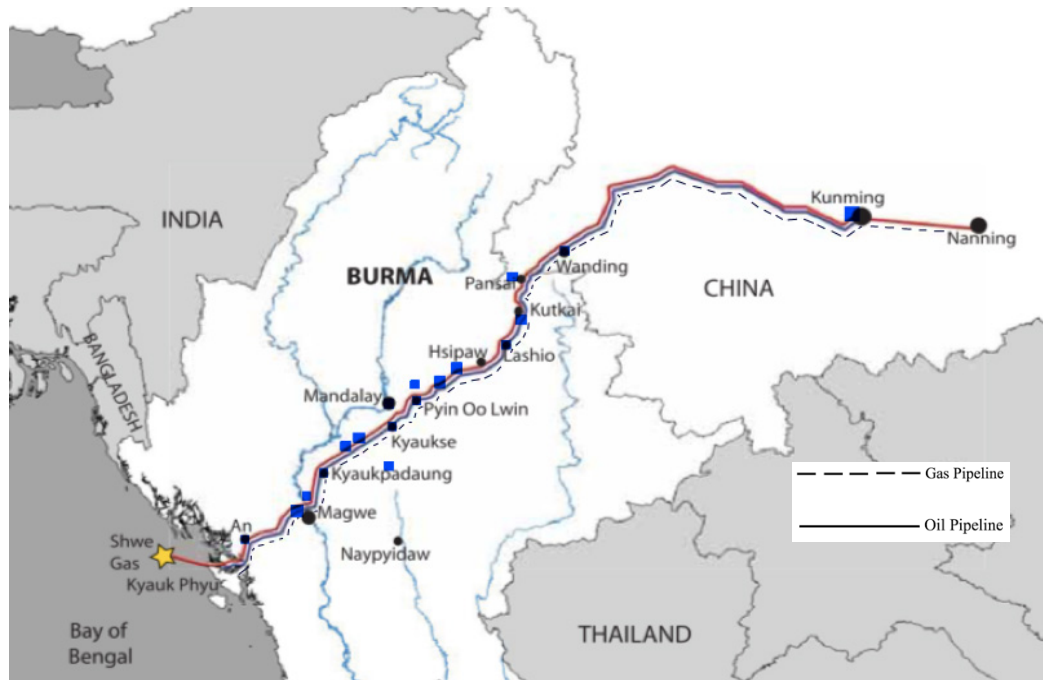 INDIA
BURMA
CHINA
BANGLADESH
THAILAND
Bay of
Bengal
Kunming
Nanning
Wanding
Pansai
Kutkai
Hsipaw
Lashio
Mandalay
Pyin Oo Lwin
Kyaukse
Kyaukpadaung
Magwe
An
Naypyidaw
Shwe
Gas
Kyauk Phyu
Gas Pipeline
Oil Pipeline